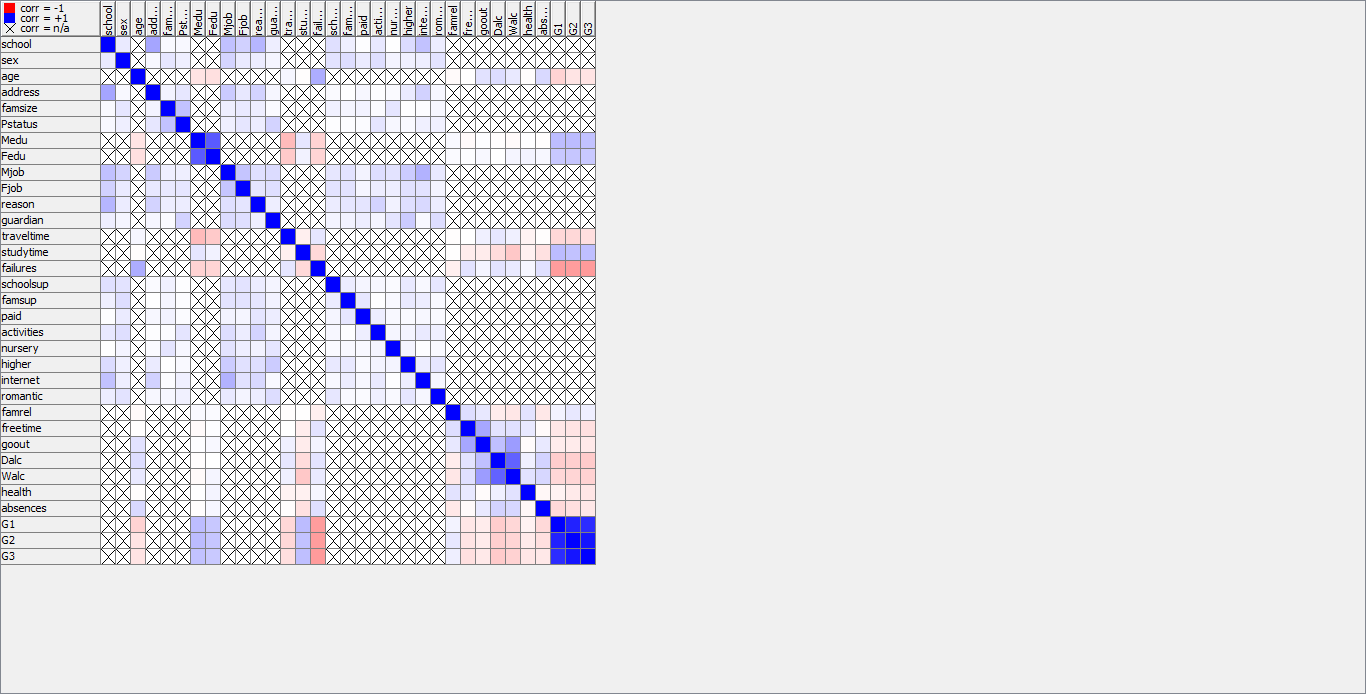 corr = -1
corr = +1
corr = n/a
school
sex
age
add...
fam...
Pst...
Medu
Fedu
Mjob
Fjob
rea...
gua...
tra...
stu...
fail...
sch...
fam...
paid
acti...
nur...
higher
inte...
rom...
famrel
fre...
goout
Dalc
Walc
health
abs...
G1
G2
G3
school
sex
age
address
famsize
Pstatus
Medu
Fedu
Mjob
Fjob
reason
guardian
traveltime
studytime
failures
schoolsup
famsup
paid
activities
nursery
higher
internet
romantic
famrel
freetime
goout
Dalc
Walc
health
absences
G1
G2
G3